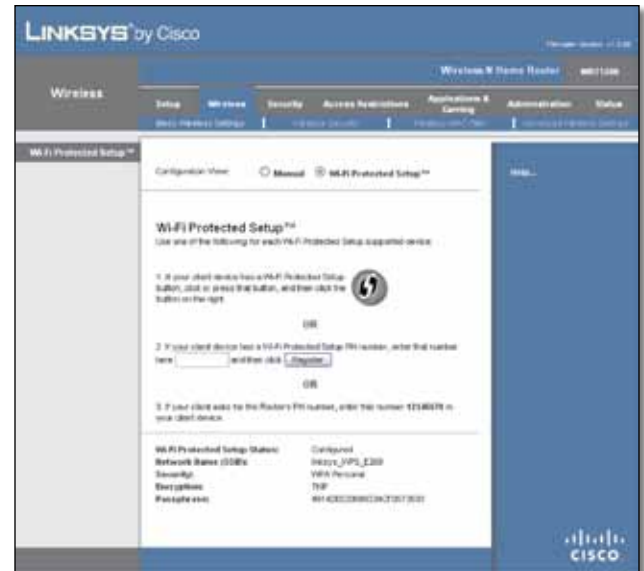 LINKSYS® by Cisco
Wireless-N Home Router
Wireless
Setup Wireless Security Access Restrictions Applications & Gaming Administration Status
Basic Wireless Settings
Wi-Fi Protected Setup™
Configuration View: Manual Wi-Fi Protected Setup™
Help...
Wi-Fi Protected Setup™
Use one of the following for each Wi-Fi Protected Setup supported device:
1. If your client device has a Wi-Fi Protected Setup
button, click or press that button, and then click the
button on the right.
OR
2. If your client device has a Wi-Fi Protected Setup PIN number, enter that number
here and then click Register
OR
3. If your client asks for the Router's PIN number, enter this number in
your client device.
Wi-Fi Protected Setup Status: Configured
Network Name (SSID):
Security: WPA Personal
Encryption: TKIP
Passphrase:
CISCO